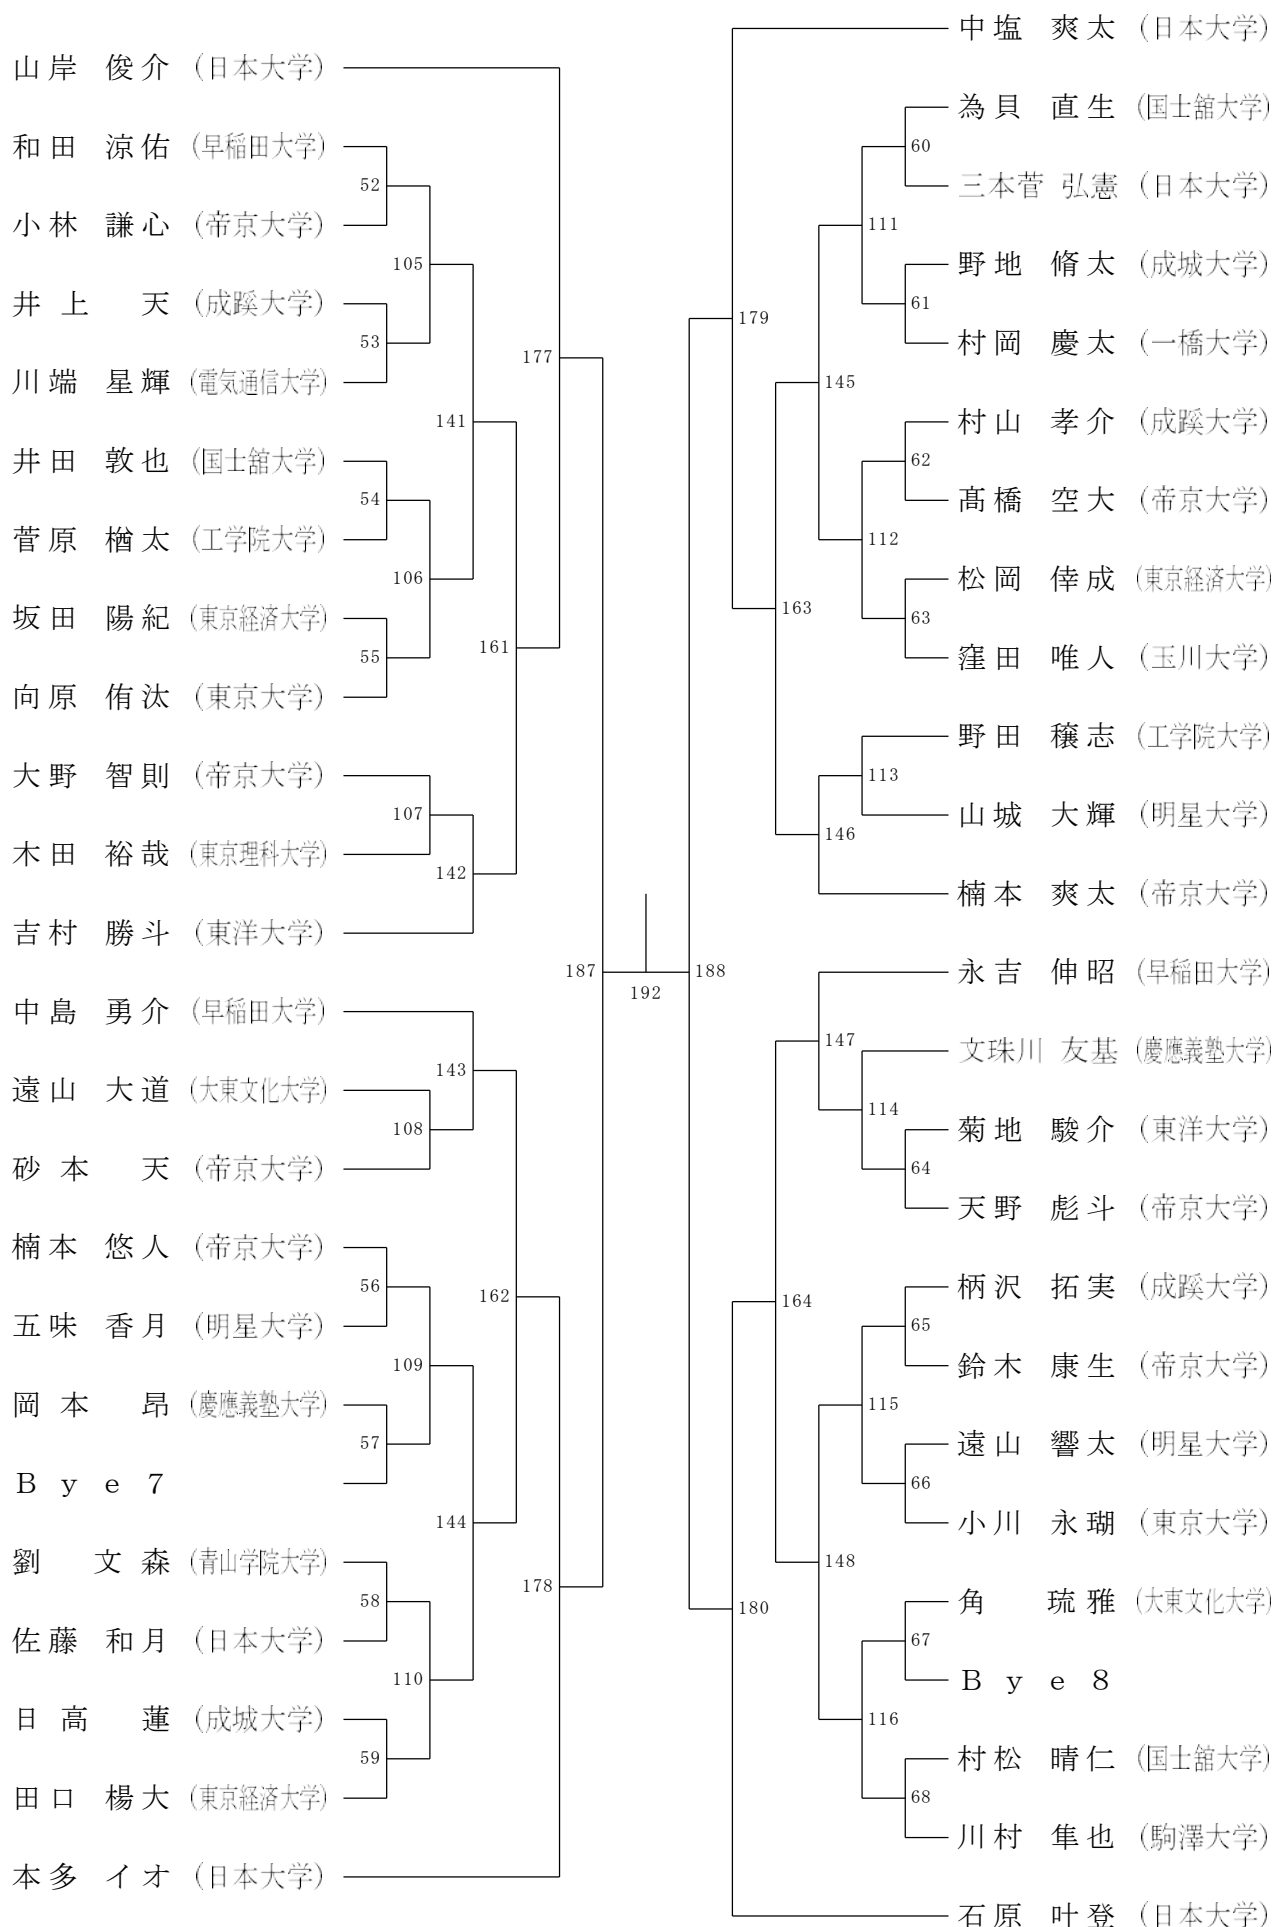 山岸 俊介 (日本大学)
和田 涼佑 (早稲田大学)
52
小林 謙心 (帝京大学)
105
井上 天 (成蹊大学)
53
川端 星輝 (電気通信大学)
177
141
井田 敦也 (国士舘大学)
54
菅原 楢太 (工学院大学)
106
坂田 陽紀 (東京経済大学)
55
161
向原 侑汰 (東京大学)
大野 智則 (帝京大学)
107
木田 裕哉 (東京理科大学)
142
吉村 勝斗 (東洋大学)
187
192
中島 勇介 (早稲田大学)
143
遠山 大道 (大東文化大学)
108
砂本 天 (帝京大学)
楠本 悠人 (帝京大学)
56
162
五味 香月 (明星大学)
109
岡本 昂 (慶應義塾大学)
57
Bye7
144
劉 文森 (青山学院大学)
178
58
佐藤 和月 (日本大学)
110
日高 蓮 (成城大学)
59
田口 楊大 (東京経済大学)
本多 イオ (日本大学)
中塩 爽太 (日本大学)
為貝 直生 (国士舘大学)
60
三本菅 弘憲 (日本大学)
111
野地 脩太 (成城大学)
61
179
村岡 慶太 (一橋大学)
145
村山 孝介 (成蹊大学)
62
髙橋 空大 (帝京大学)
112
松岡 倖成 (東京経済大学)
163
63
窪田 唯人 (玉川大学)
野田 穣志 (工学院大学)
113
山城 大輝 (明星大学)
146
楠本 爽太 (帝京大学)
188
永吉 伸昭 (早稲田大学)
147
文珠川 友基 (慶應義塾大学)
114
菊地 駿介 (東洋大学)
64
天野 彪斗 (帝京大学)
柄沢 拓実 (成蹊大学)
164
65
鈴木 康生 (帝京大学)
115
遠山 響太 (明星大学)
66
小川 永瑚 (東京大学)
148
角 琉雅 (大東文化大学)
180
67
Bye8
116
村松 晴仁 (国士舘大学)
68
川村 隼也 (駒澤大学)
石原 叶登 (日本大学)